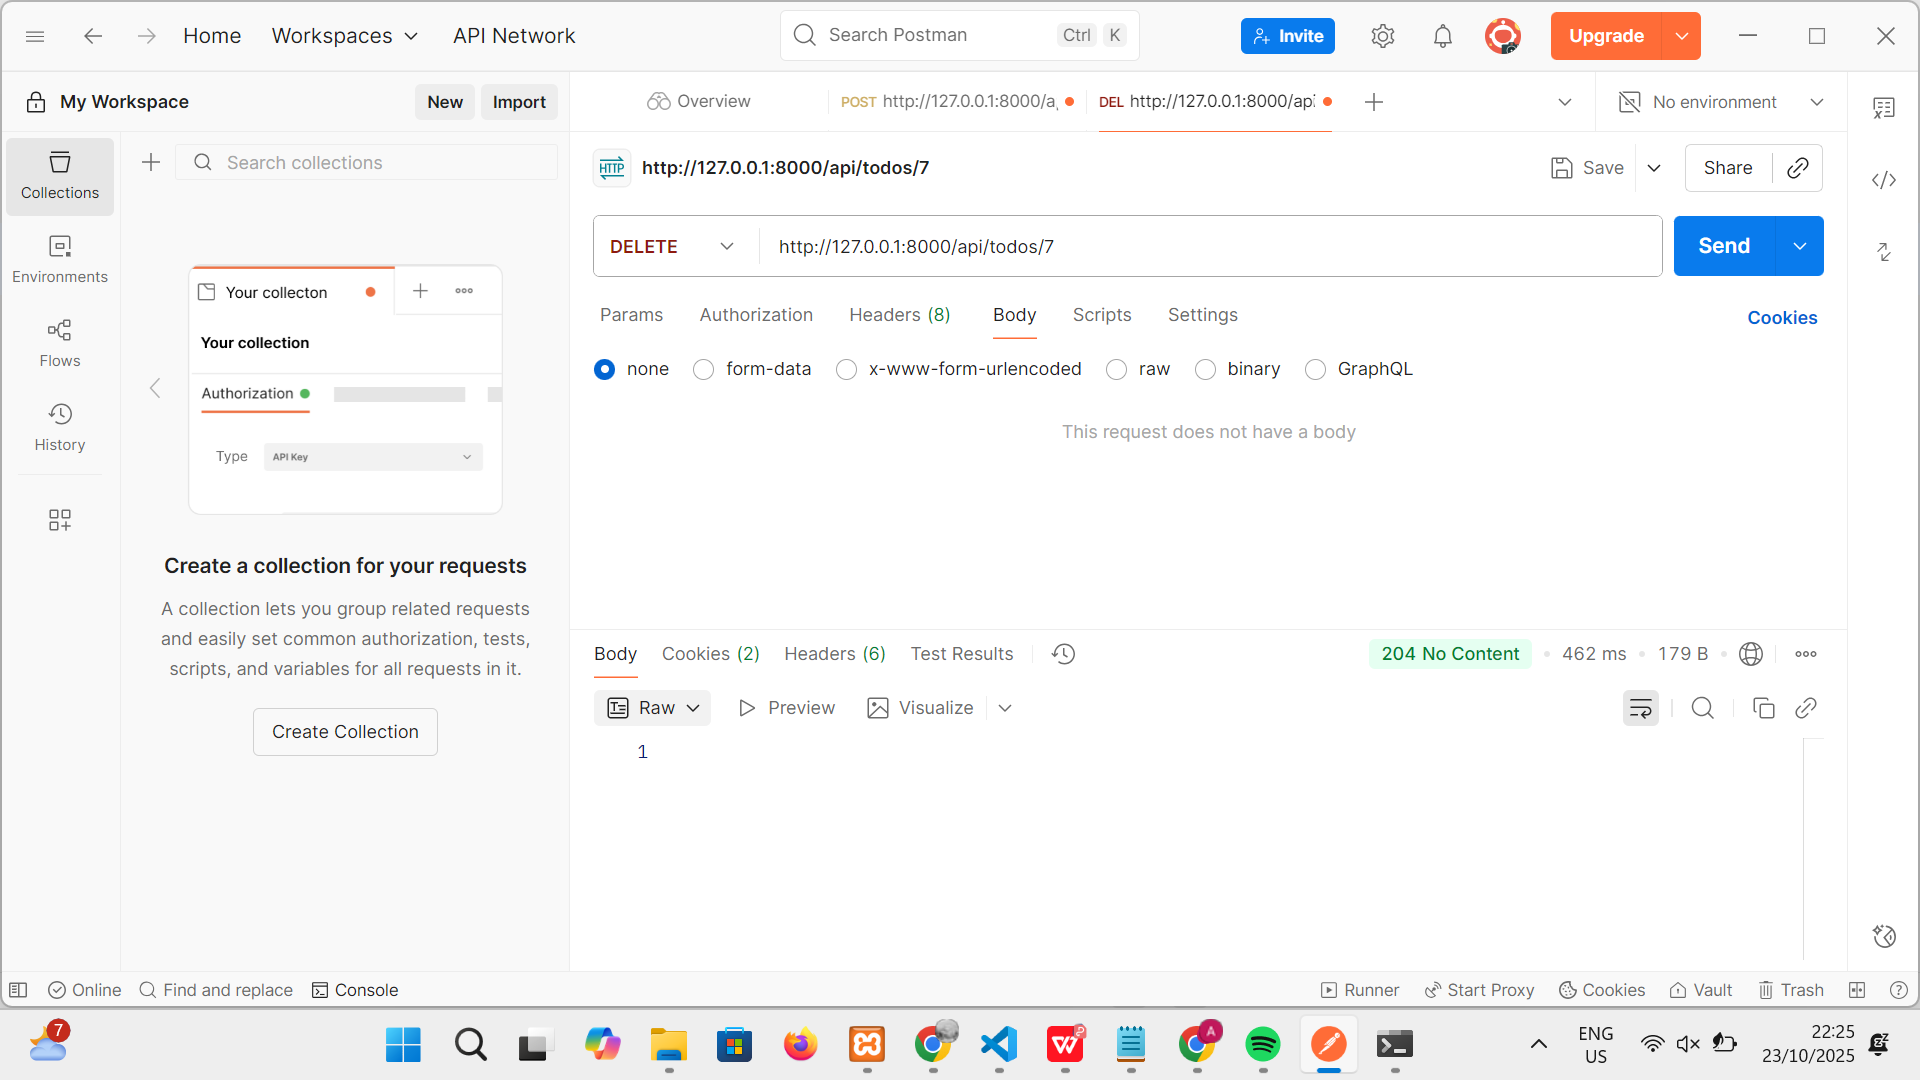 Home
Workspaces
API Network
Search Postman
Ctrl
K
Invite
Upgrade
My Workspace
New
Import
Overview
POST http://127.0.0.1:8000/a
DEL http://127.0.0.1:8000/api
No environment
Collections
Search collections
http://127.0.0.1:8000/api/todos/7
Save
Share
HTTP
DELETE
http://127.0.0.1:8000/api/todos/7
Send
Environments
Flows
History
Your collecton
Your collection
Authorization
Type
API Key
Create a collection for your requests
A collection lets you group related requests
and easily set common authorization, tests,
scripts, and variables for all requests in it.
Create Collection
Params
Authorization
Headers (8)
Body
Scripts
Settings
Cookies
none
form-data
x-www-form-urlencoded
raw
binary
GraphQL
This request does not have a body
Body
Cookies (2)
Headers (6)
Test Results
204 No Content
462 ms
179 B
Raw
Preview
Visualize
1
Online
Find and replace
Console
Runner
Start Proxy
Cookies
Vault
Trash
7
A
ENG
US
22:25
23/10/2025